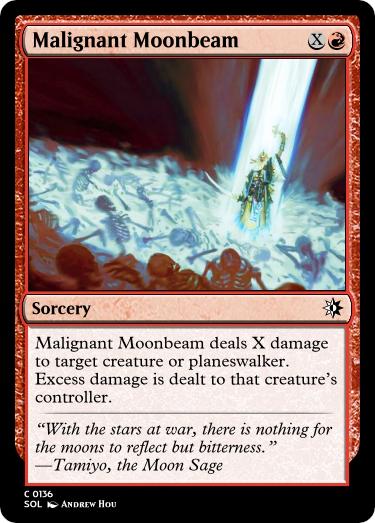 Malignant Moonbeam X
Sorcery
Malignant Moonbeam deals X damage
to target creature or planeswalker.
Excess damage is dealt to that creature's
controller.
"With the stars at war, there is nothing for
the moons to reflect but bitterness."
—Tamiyo, the Moon Sage
C 0136
SOL Andrew Hou